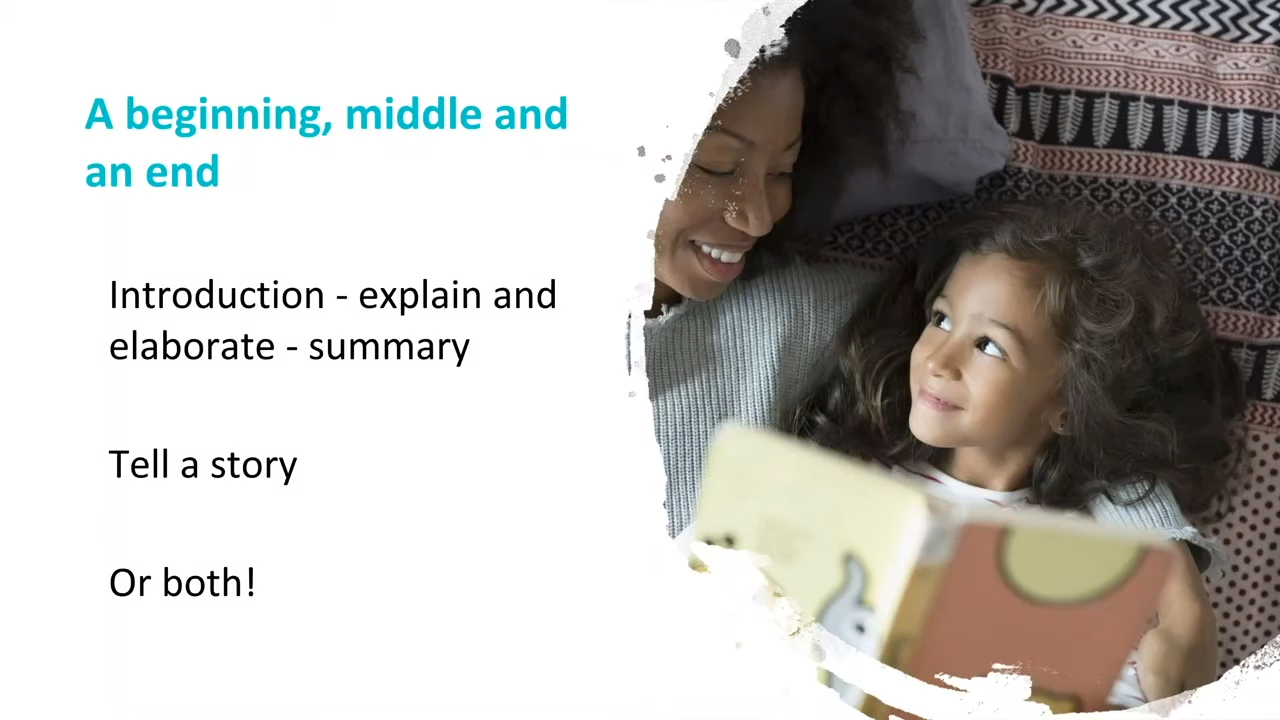 A beginning, middle and
an end
Introduction - explain and
elaborate - summary
Tell a story
Or both!